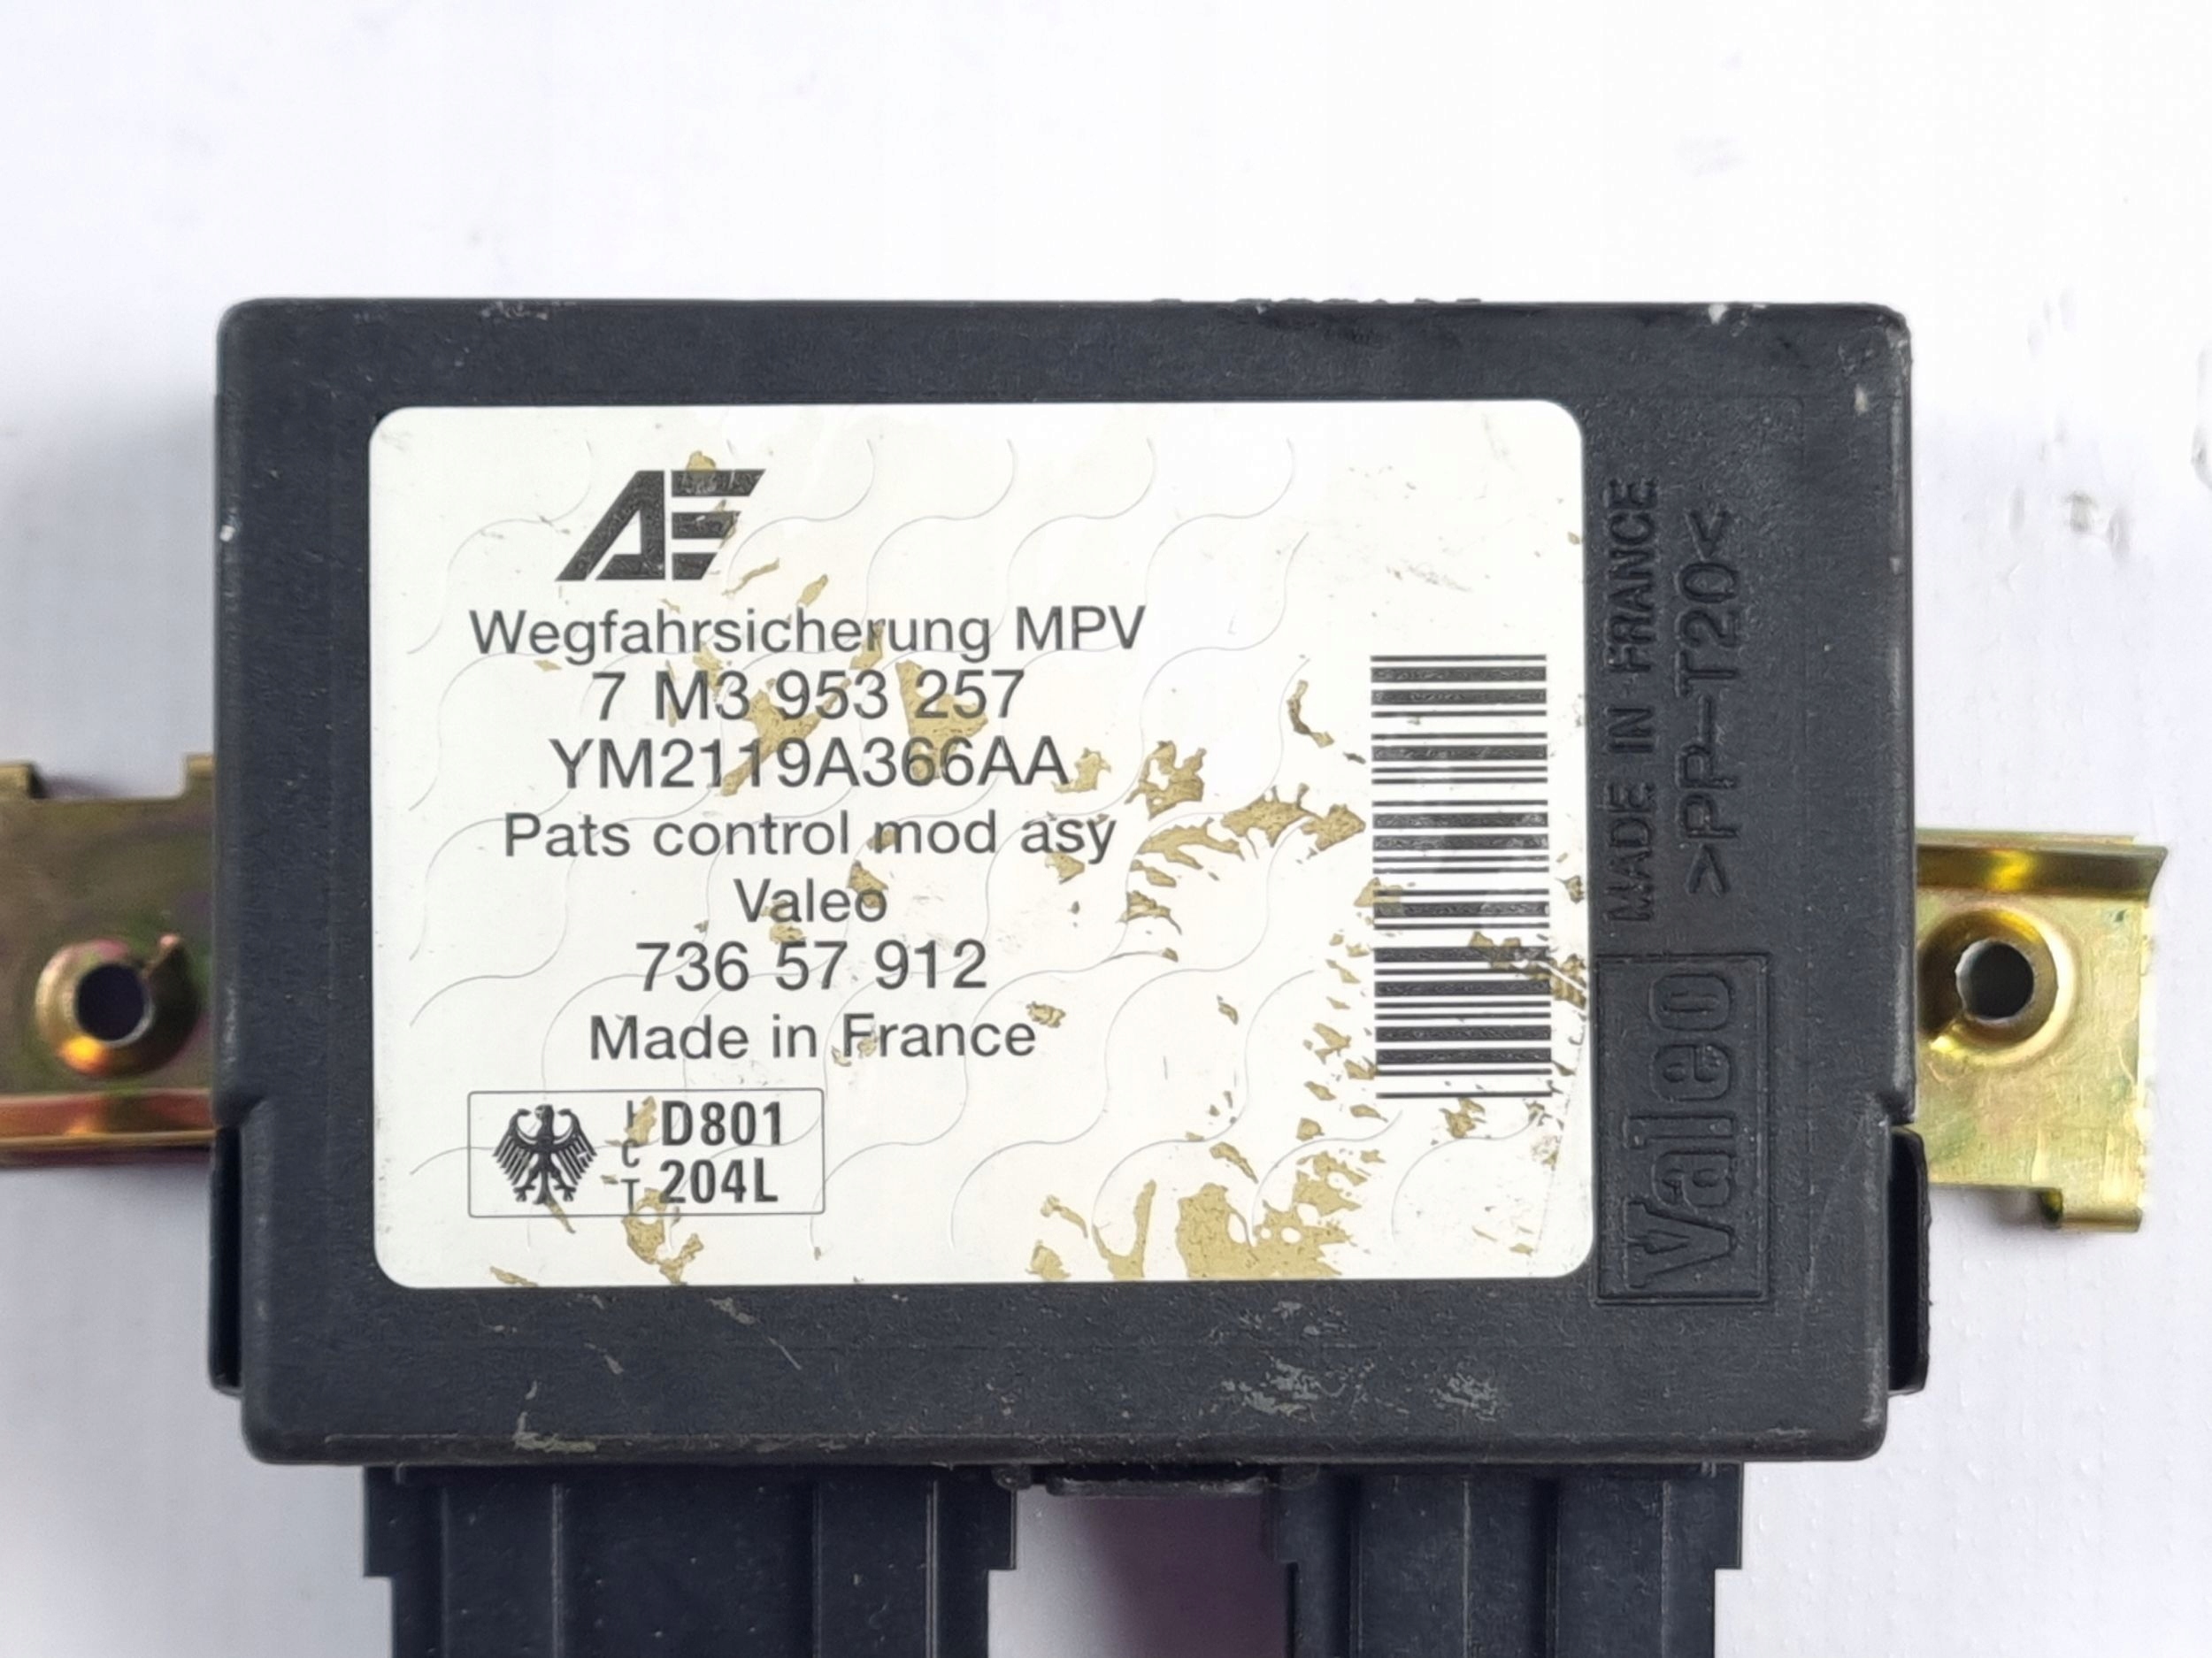 AE
Wegfahrsicherung MPV
7 M3 953 257
YM2119A366AA
Pats control mod asy
Valeo
736 57 912
Made in France
I C T
D801
204L
MADE IN FRANCE
>PP-T20<
Valeo